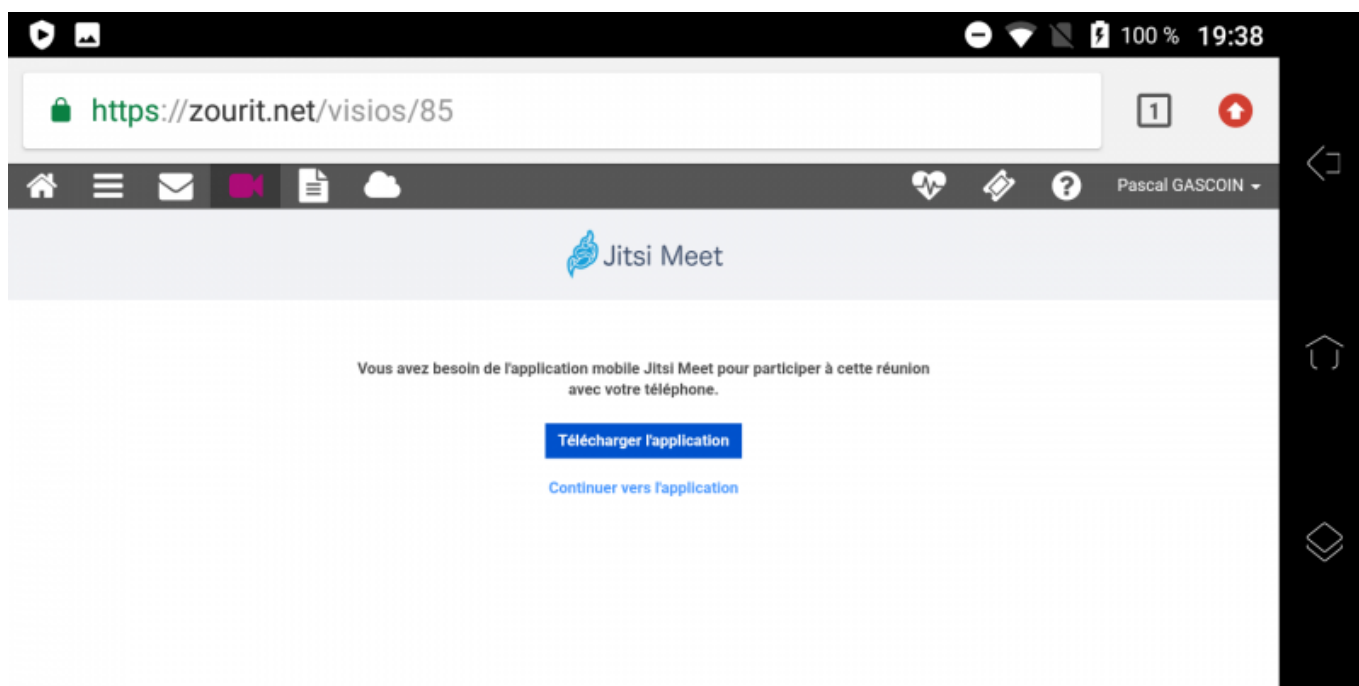 100 % 19:38
https://zourit.net/visios/85
1
Pascal GASCOIN
Jitsi Meet
Vous avez besoin de l'application mobile Jitsi Meet pour participer à cette réunion
avec votre téléphone.
Télécharger l'application
Continuer vers l'application